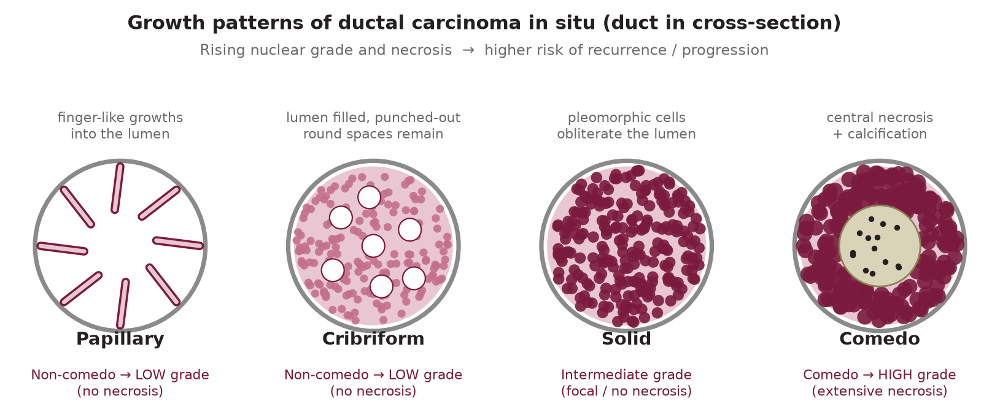 Growth patterns of ductal carcinoma in situ (duct in cross-section)
Rising nuclear grade and necrosis → higher risk of recurrence / progression
finger-like growths
into the lumen
lumen filled, punched-out
round spaces remain
pleomorphic cells
obliterate the lumen
central necrosis
+ calcification
Papillary
Cribriform
Solid
Comedo
Non-comedo → LOW grade
(no necrosis)
Non-comedo → LOW grade
(no necrosis)
Intermediate grade
(focal / no necrosis)
Comedo → HIGH grade
(extensive necrosis)